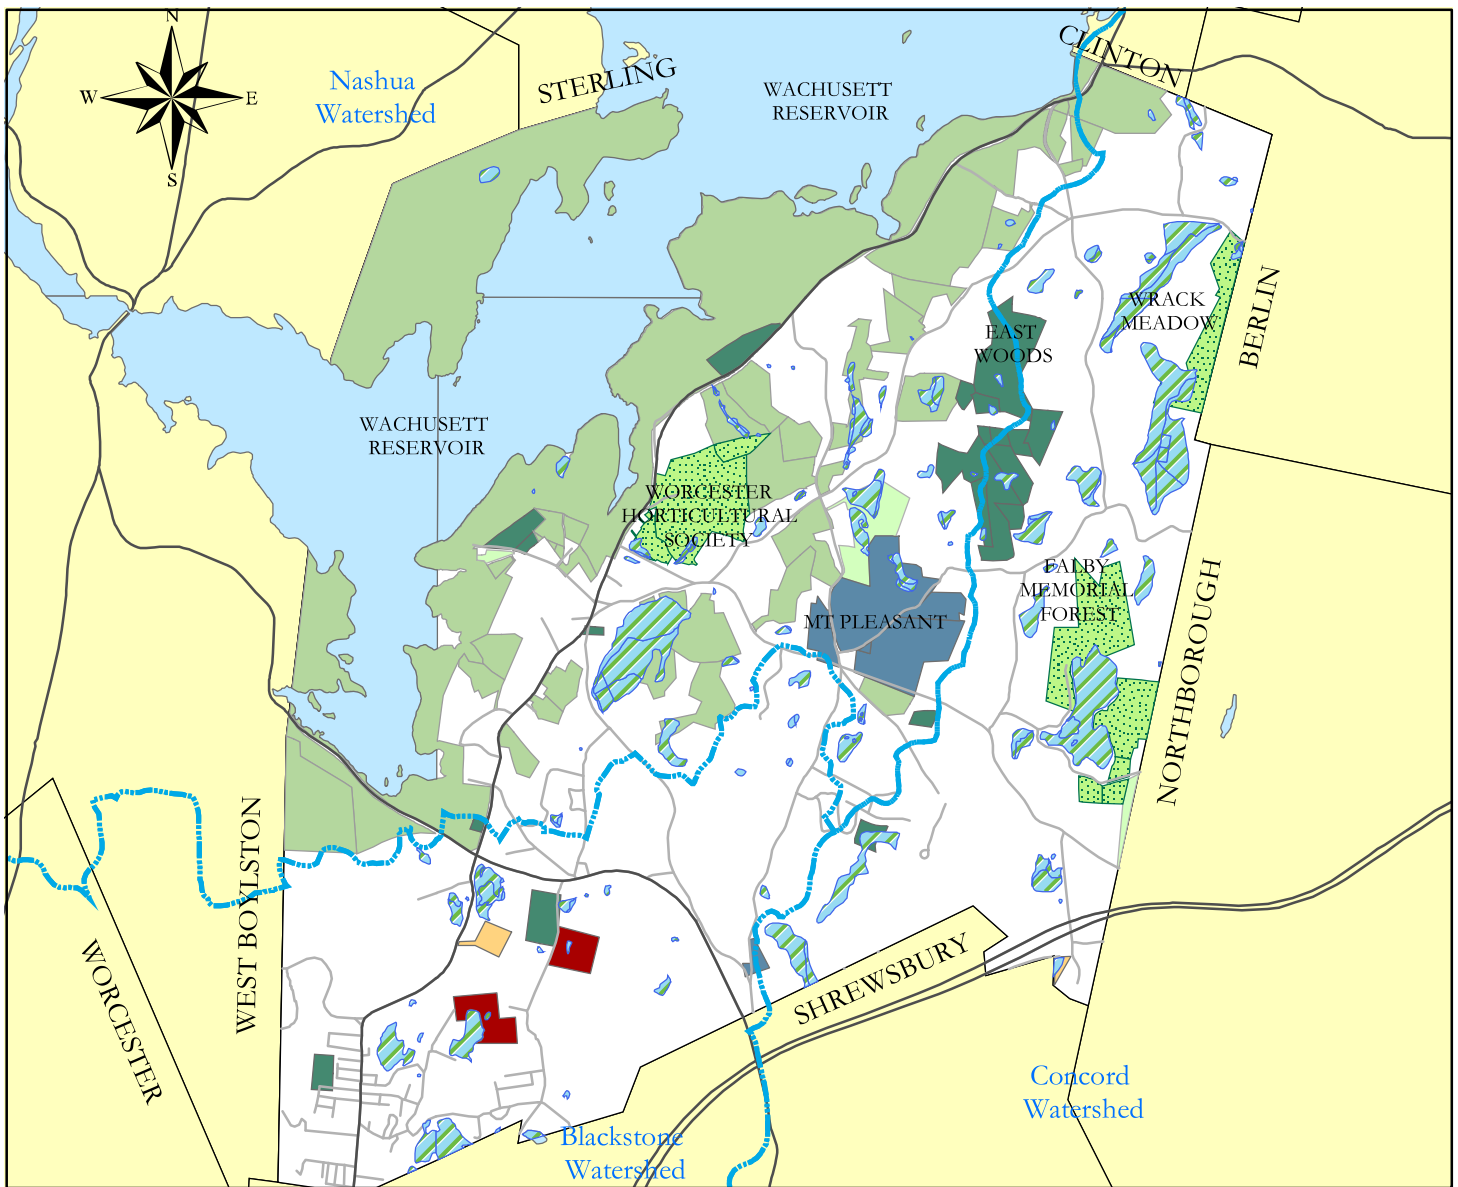 N
W
E
S
Nashua
Watershed
STERLING
WACHUSETT
RESERVOIR
CLINTON
WRACK
MEADOW
BERLIN
EAST
WOODS
WACHUSETT
RESERVOIR
WORCESTER
HORTICULTURAL
SOCIETY
FALBY
MEMORIAL
FOREST
MT PLEASANT
NORTHBOROUGH
WEST BOYLSTON
WORCESTER
SHREWSBURY
Concord
Watershed
Blackstone
Watershed